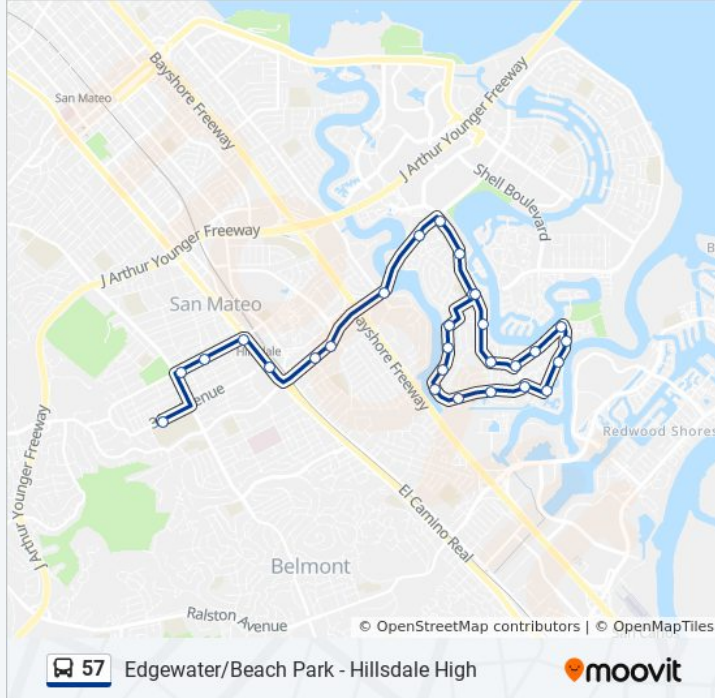 San Mateo
Bayshore Freeway
J Arthur Younger Freeway
Shell Boulevard
J Arthur Younger Freeway
San Mateo
Hillsdale
Bayshore Freeway
Avenue
Redwood Shores
J Arthur Younger Freeway
El Camino Real
Belmont
Ralston Avenue
© OpenStreetMap contributors | © OpenMapTiles
57 Edgewater/Beach Park - Hillsdale High
moovit